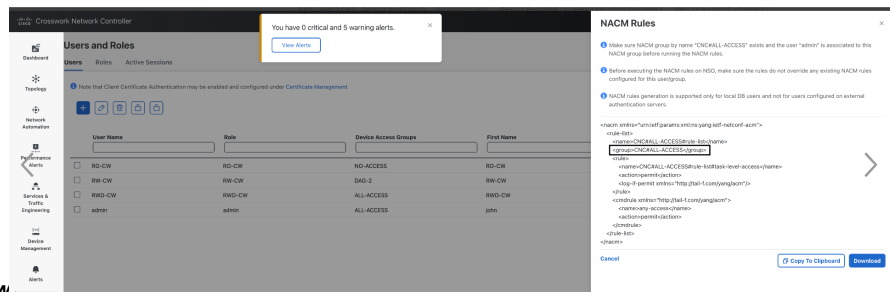 Crosswork Network Controller
Dashboard
Topology
Network
Automation
Performance
Alerts
Services &
Traffic
Engineering
Device
Management
Alerts
Users and Roles
Users Roles Active Sessions
Note that Client Certificate Authentication may be enabled and configured under Certificate Management
User Name Role Device Access Groups First Name
RO-CW RO-CW NO-ACCESS RO-CW
RW-CW RW-CW DAG-2 RW-CW
RWD-CW RWD-CW ALL-ACCESS RWD-CW
admin admin ALL-ACCESS john
You have 0 critical and 5 warning alerts.
View Alerts
NACM Rules
Make sure NACM group by name "CNC#ALL-ACCESS" exists and the user "admin" is associated to this
NACM group before running the NACM rules.
Before executing the NACM rules on NSO, make sure the rules do not override any existing NACM rules
configured for this user/group.
NACM rules generation is supported only for local DB users and not for users configured on external
authentication servers.
<nacm xmlns="urn:ietf:params:xml:ns:yang:ietf-netconf-acm">
<rule-list>
<name>CNC#ALL-ACCESS#rule-list</name>
<group>CNC#ALL-ACCESS</group>
<rule>
<name>CNC#ALL-ACCESS#rule-list#task-level-access</name>
<action>permit</action>
<log-if-permit xmlns="http://tail-f.com/yang/acm"/>
</rule>
<cmdrule xmlns="http://tail-f.com/yang/acm">
<name>any-access</name>
<action>permit</action>
</cmdrule>
</rule-list>
</nacm>
Cancel
Copy To Clipboard
Download